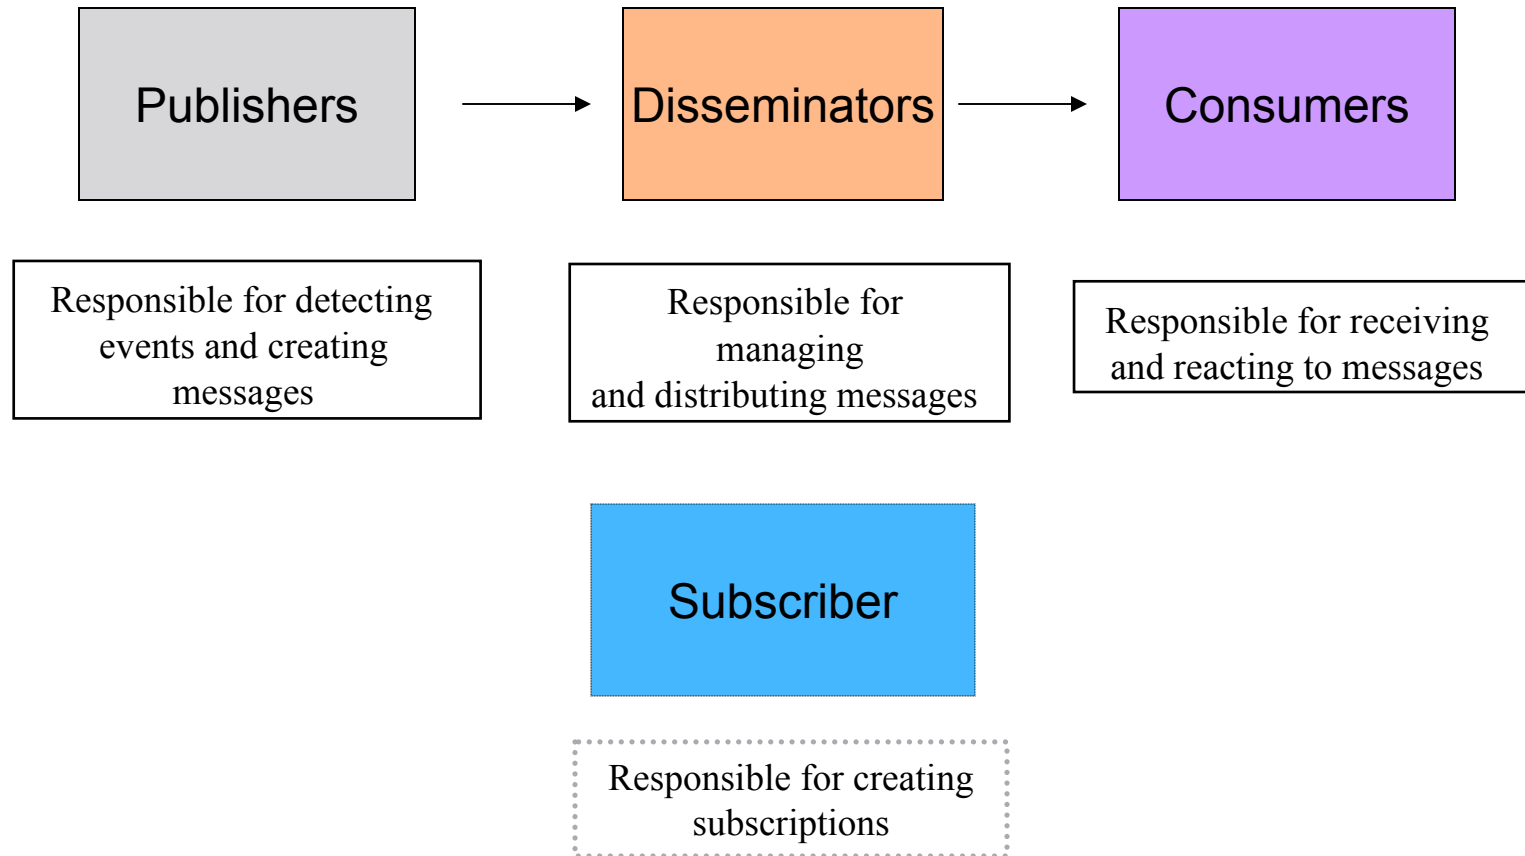 Publishers
Disseminators
Consumers
Responsible for detecting
events and creating
messages
Responsible for
managing
and distributing messages
Responsible for receiving
and reacting to messages
Subscriber
Responsible for creating
subscriptions